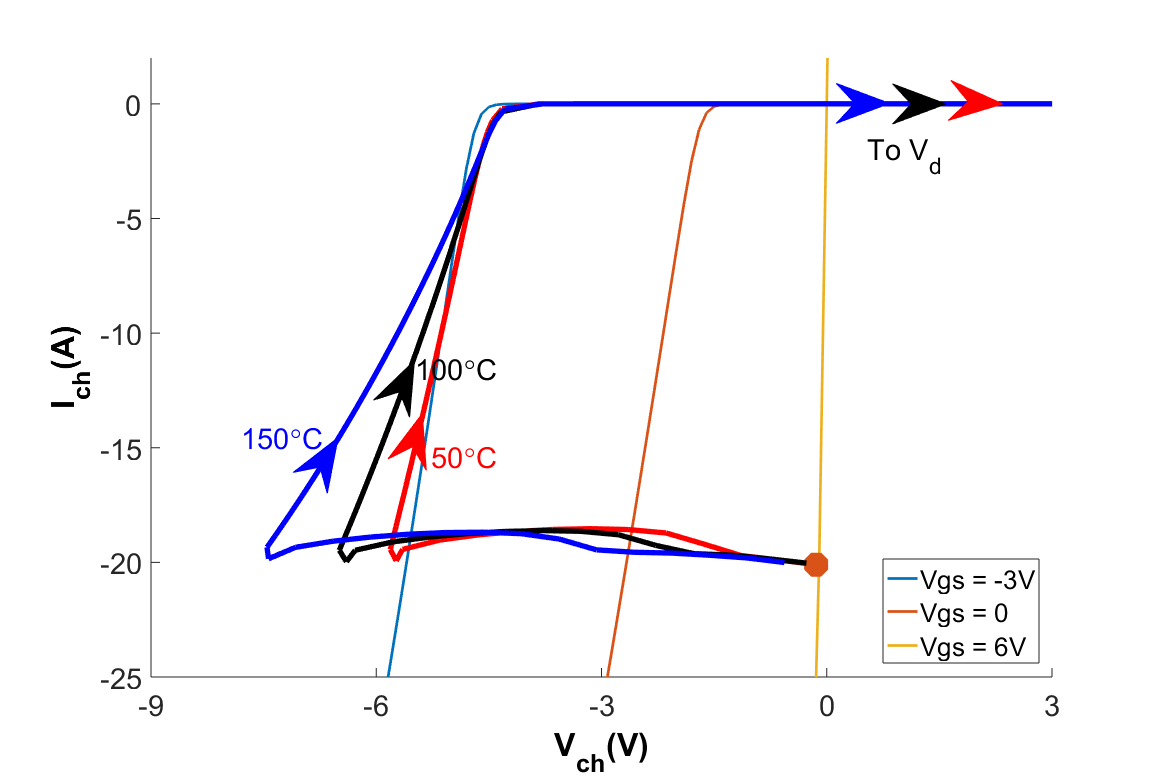 0
-5
-10
-15
-20
-25
-9
-6
-3
0
3
I_ch(A)
V_ch(V)
To V_d
100°C
150°C
50°C
Vgs = -3V
Vgs = 0
Vgs = 6V